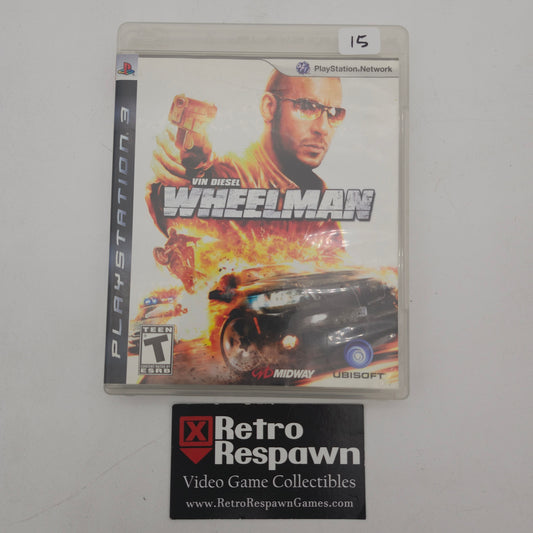 15
PlayStation.Network
PLAYSTATION 3
VIN DIESEL
WHEELMAN
TEEN
T
ESRB
MIDWAY
UBISOFT
Retro
Respawn
Video Game Collectibles
www.RetroRespawnGames.com